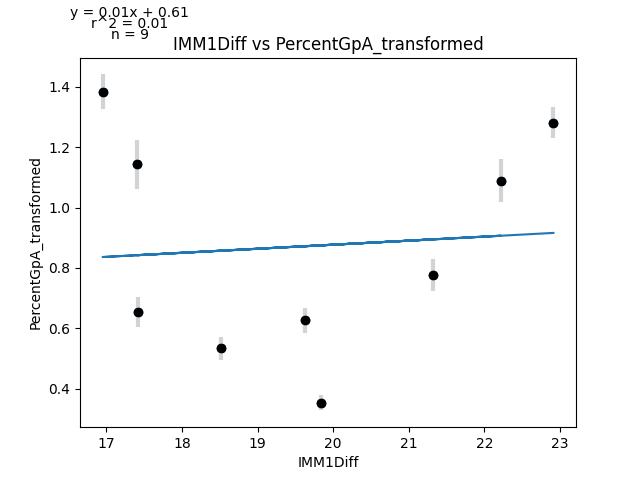 y = 0.01x + 0.61
r^2 = 0.01
n = 9
IMM1Diff vs PercentGpA_transformed
PercentGpA_transformed
1.4
1.2
1.0
0.8
0.6
0.4
17 18 19 20 21 22 23
IMM1Diff